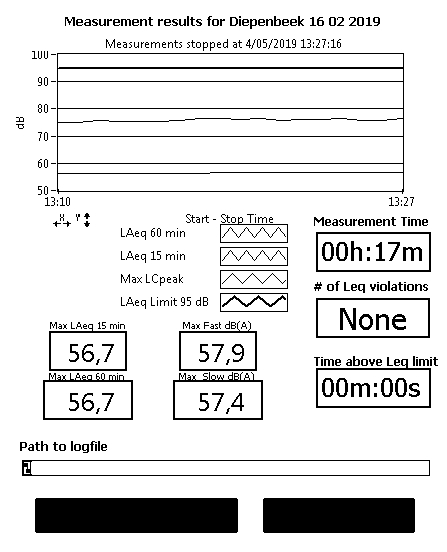 Measurement results for Diepenbeek 16 02 2019
Measurements stopped at 4/05/2019 13:27:16
100
90
80
70
60
50
dB
13:10
13:27
X Y
Start - Stop Time
LAeq 60 min
LAeq 15 min
Max LCpeak
LAeq Limit 95 dB
Measurement Time
00h:17m
# of Leq violations
None
Time above Leq limit
00m:00s
Max LAeq 15 min
56,7
Max Fast dB(A)
57,9
Max LAeq 60 min
56,7
Max Slow dB(A)
57,4
Path to logfile